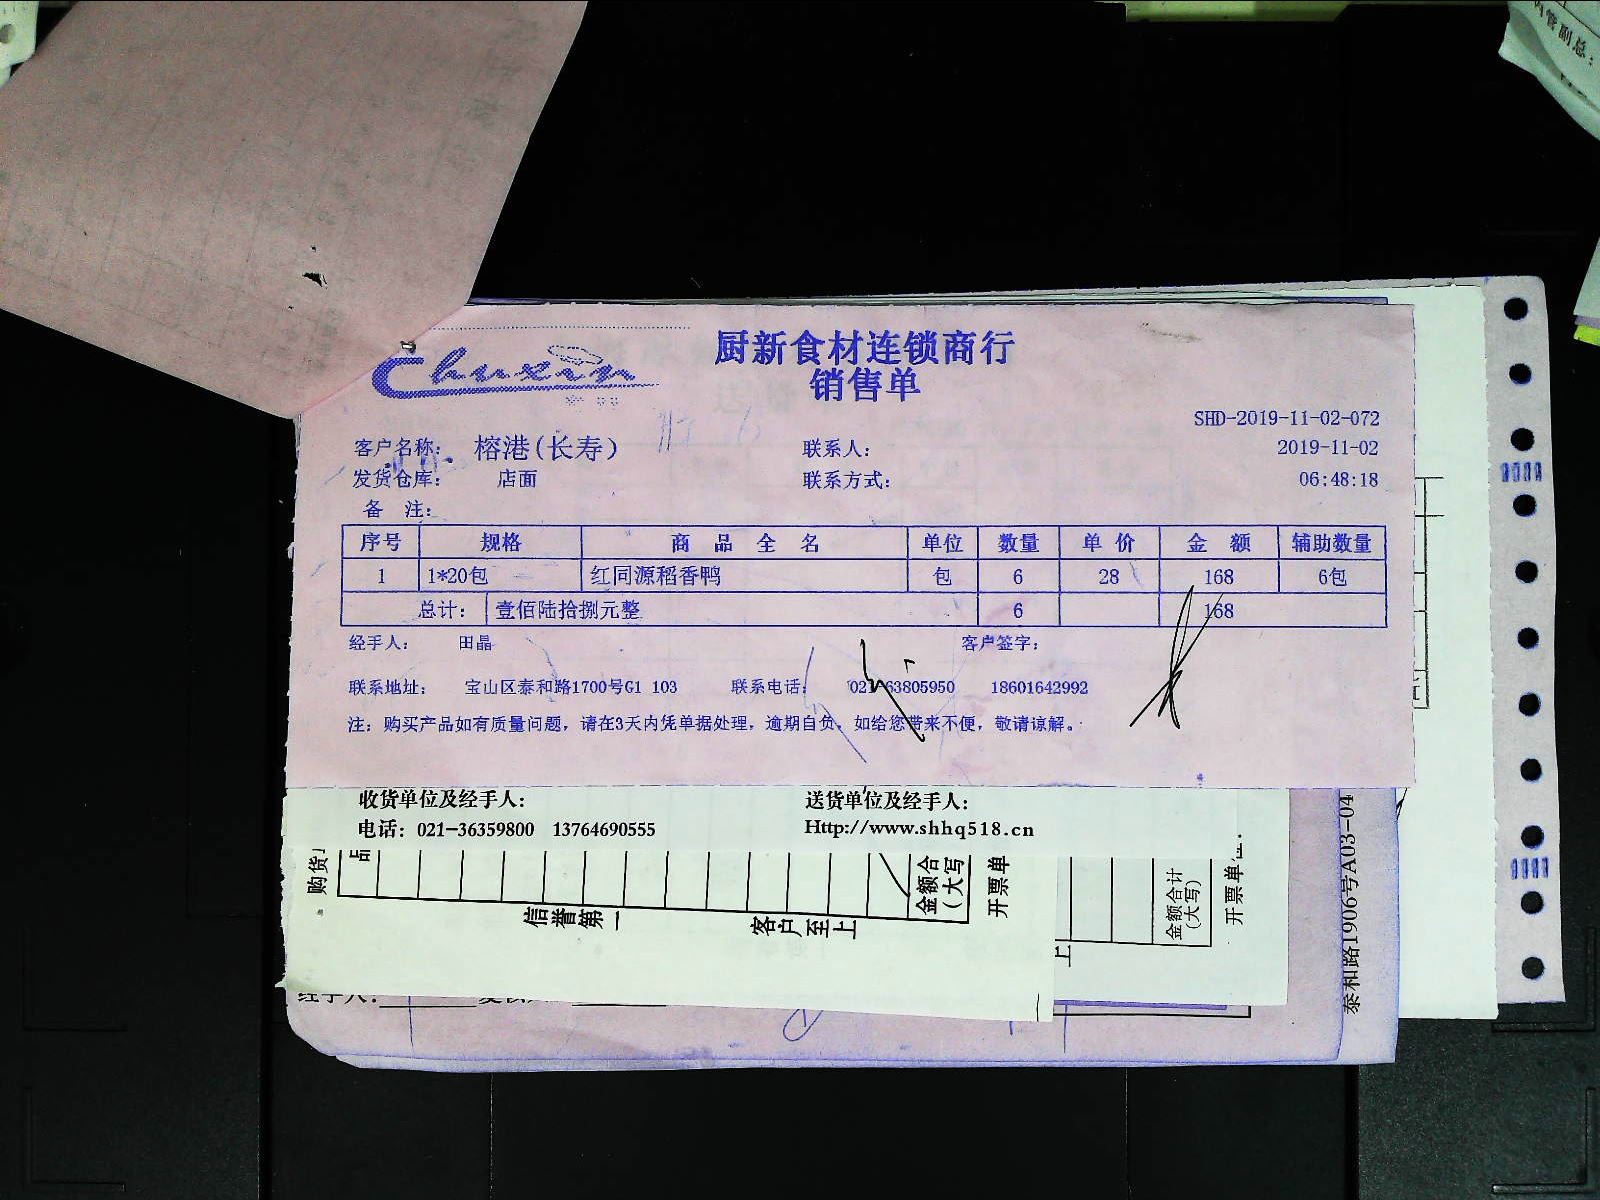 Chuxin
厨新食材连锁商行
销售单
SHD-2019-11-02-072
客户名称: 榕港(长寿) 联系人: 2019-11-02
发货仓库: 店面 联系方式: 06:48:18
备 注:
序号 规格 商品全名 单位 数量 单价 金额 辅助数量
1 1*20包 红同源稻香鸭 包 6 28 168 6包
总计: 壹佰陆拾捌元整 6 168
经手人: 田晶 客户签字:
联系地址: 宝山区泰和路1700号G1 103 联系电话: 021-63805950 18601642992
注: 购买产品如有质量问题, 请在3天内凭单据处理, 逾期自负, 如给您带来不便, 敬请谅解。
收货单位及经手人: 送货单位及经手人:
电话: 021-36359800 13764690555 Http://www.shhq518.cn
购货
品
金额合
(大写
开票单
信誉第一 客户至上
金额合计
(大写)
开票单位:
泰和路1906号A03-04
经手人: